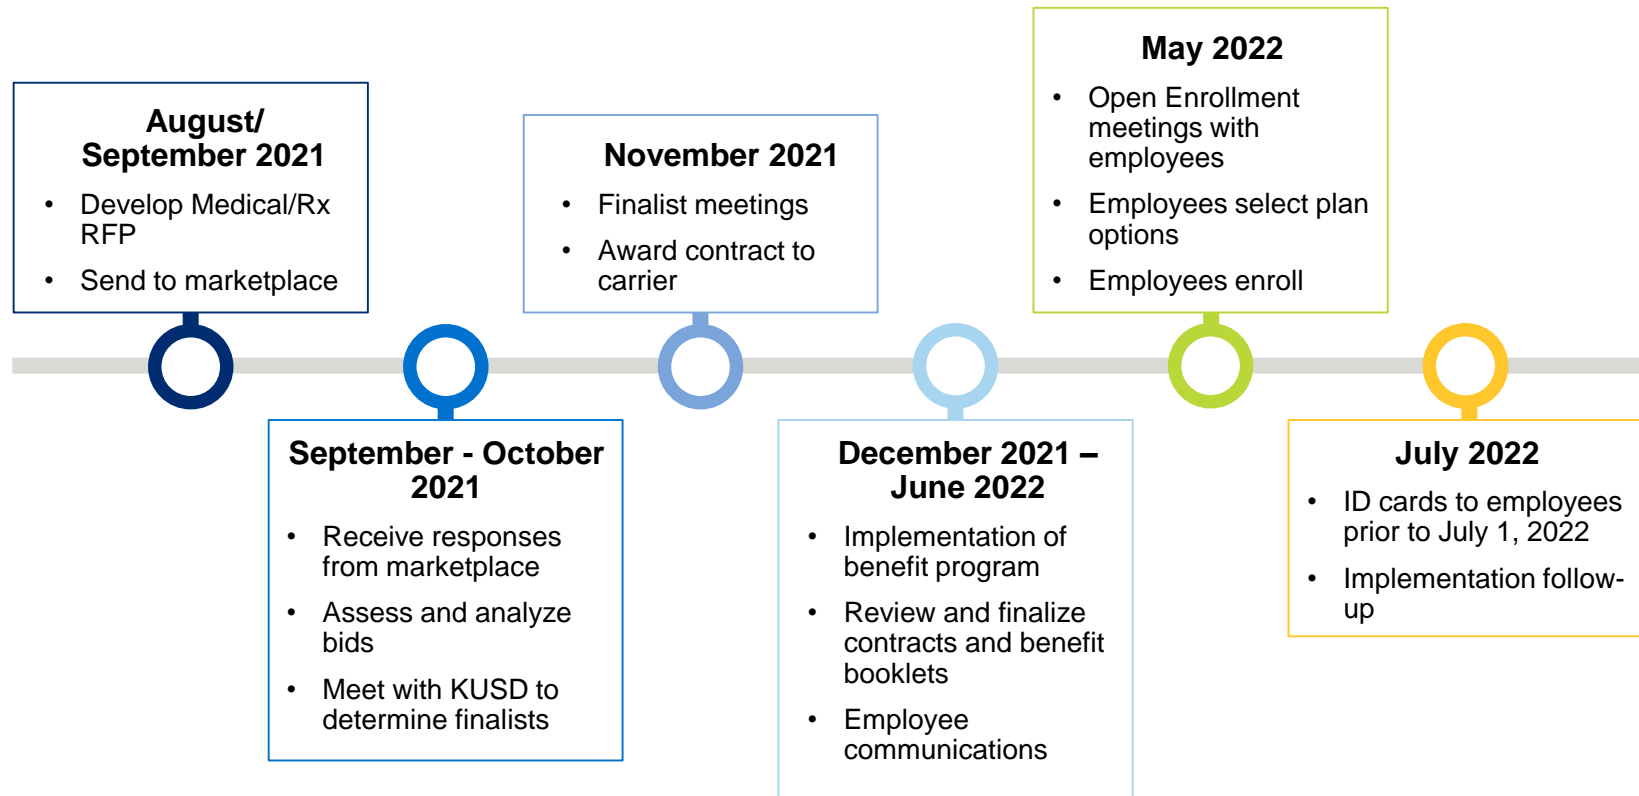 August/
September 2021
• Develop Medical/Rx
RFP
• Send to marketplace
September - October
2021
• Receive responses
from marketplace
• Assess and analyze
bids
• Meet with KUSD to
determine finalists
November 2021
• Finalist meetings
• Award contract to
carrier
December 2021 –
June 2022
• Implementation of
benefit program
• Review and finalize
contracts and benefit
booklets
• Employee
communications
May 2022
• Open Enrollment
meetings with
employees
• Employees select plan
options
• Employees enroll
July 2022
• ID cards to employees
prior to July 1, 2022
• Implementation follow-
up